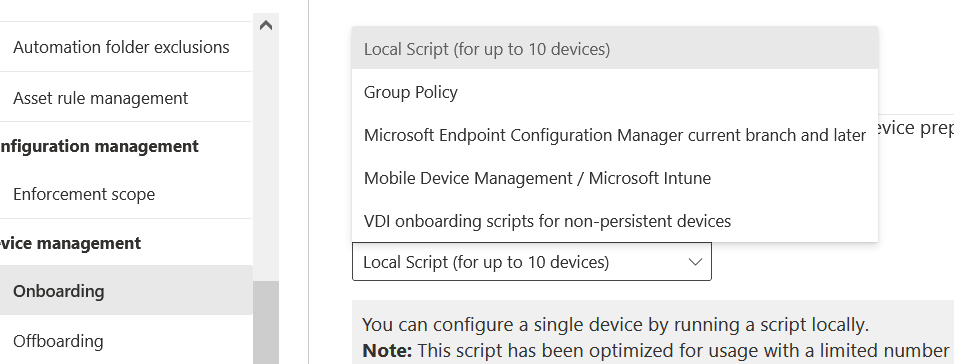 Automation folder exclusions
Asset rule management
nfiguration management
Enforcement scope
evice management
Onboarding
Offboarding
Local Script (for up to 10 devices)
Group Policy
evice prep
Microsoft Endpoint Configuration Manager current branch and later
Mobile Device Management / Microsoft Intune
VDI onboarding scripts for non-persistent devices
Local Script (for up to 10 devices)
You can configure a single device by running a script locally.
Note: This script has been optimized for usage with a limited number